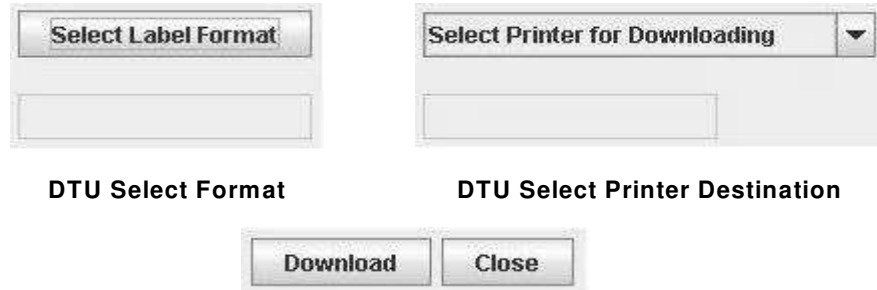 Select Label Format
Select Printer for Downloading
DTU Select Format
DTU Select Printer Destination
Download
Close